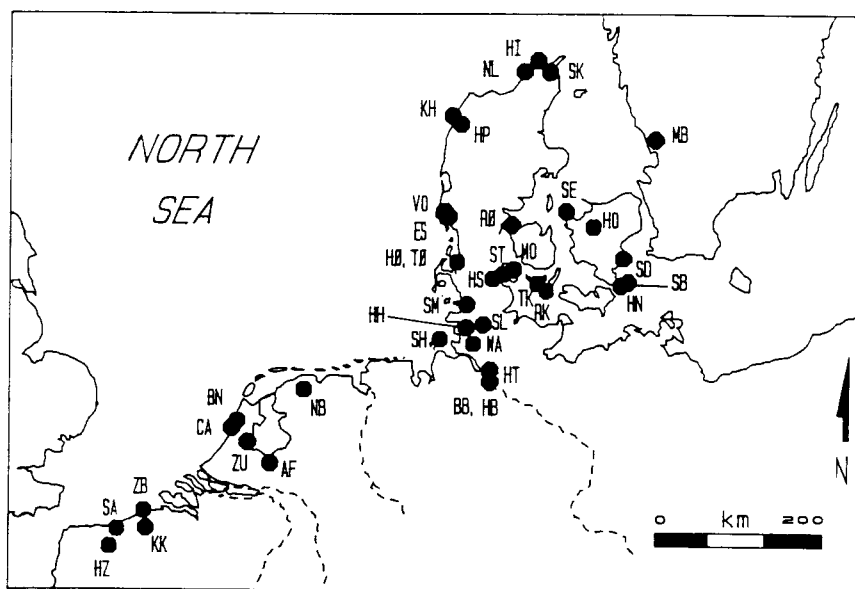 HI
NL
SK
KH
HP
MB
NORTH
SEA
SE
VO
RØ
HO
ES
HØ, TØ
ST
MO
SD
HS
SB
TK
RK
HN
SM
HH
SL
SH
WA
HT
BN
NB
BB, HB
CA
ZU
AF
N
ZB
SA
0 km 200
KK
HZ